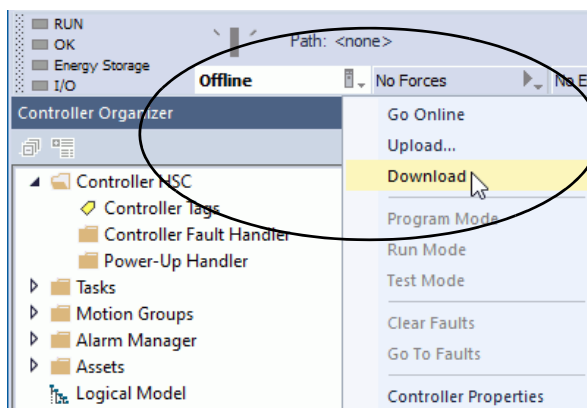 RUN
OK
Energy Storage
I/O
Path: <none>
Offline
No Forces
No E
Controller Organizer
Go Online
Upload...
Download
Program Mode
Run Mode
Test Mode
Clear Faults
Go To Faults
Controller Properties
Controller HSC
Controller Tags
Controller Fault Handler
Power-Up Handler
Tasks
Motion Groups
Alarm Manager
Assets
Logical Model